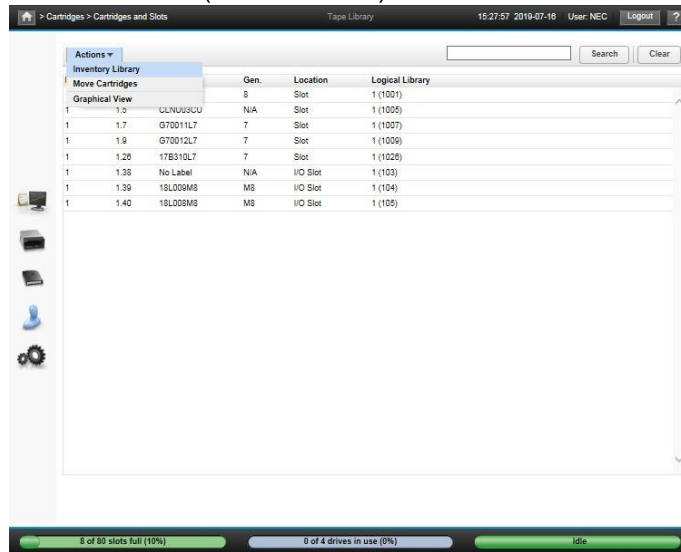 > Cartridges > Cartridges and Slots Tape Library 15:27:57 2019-07-16 User: NEC Logout ?
Actions ▾ Search Clear
Inventory Library
Gen. Location Logical Library
Move Cartridges
8 Slot 1 (1001)
Graphical View
1 1.5 CLNU03CU N/A Slot 1 (1005)
1 1.7 G70011L7 7 Slot 1 (1007)
1 1.9 G70012L7 7 Slot 1 (1009)
1 1.26 17B310L7 7 Slot 1 (1026)
1 1.38 No Label N/A I/O Slot 1 (103)
1 1.39 18L009M8 M8 I/O Slot 1 (104)
1 1.40 18L008M8 M8 I/O Slot 1 (105)
8 of 80 slots full (10%) 0 of 4 drives in use (0%) Idle